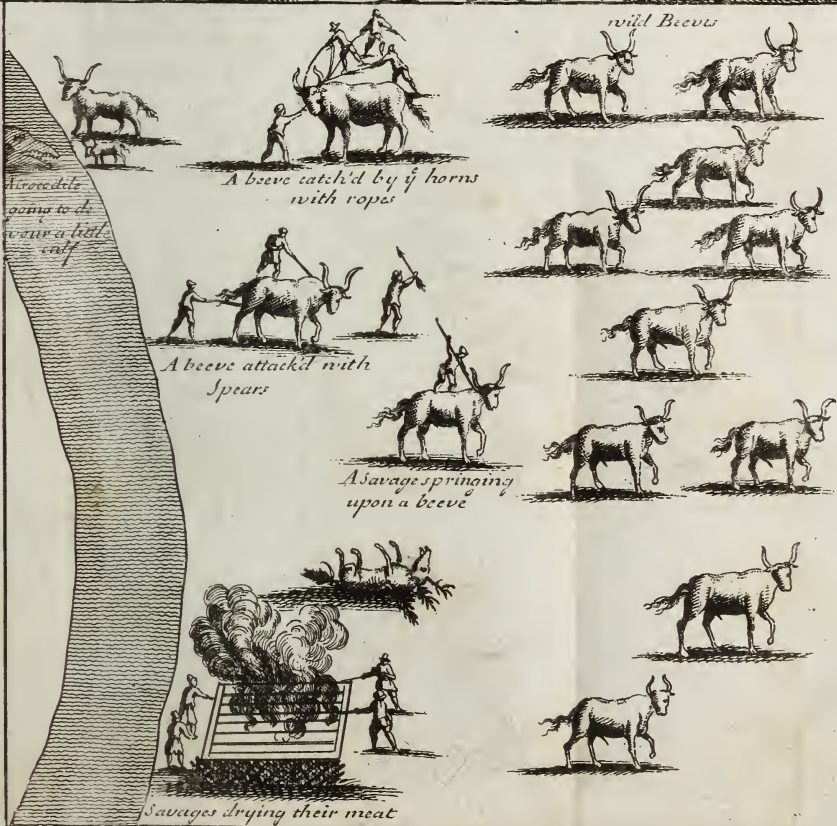 wild Beeves
A Crocodile
going to de
vour a little
calf
A beeve catch'd by yͤ horns
with ropes
A beeve attack'd with
Spears
A Savage springing
upon a beeve
Savages drying their meat